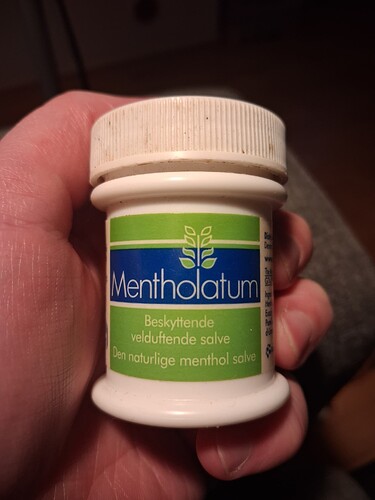 Mentholatum
Beskyttende
velduftende salve
Den naturlige menthol salve